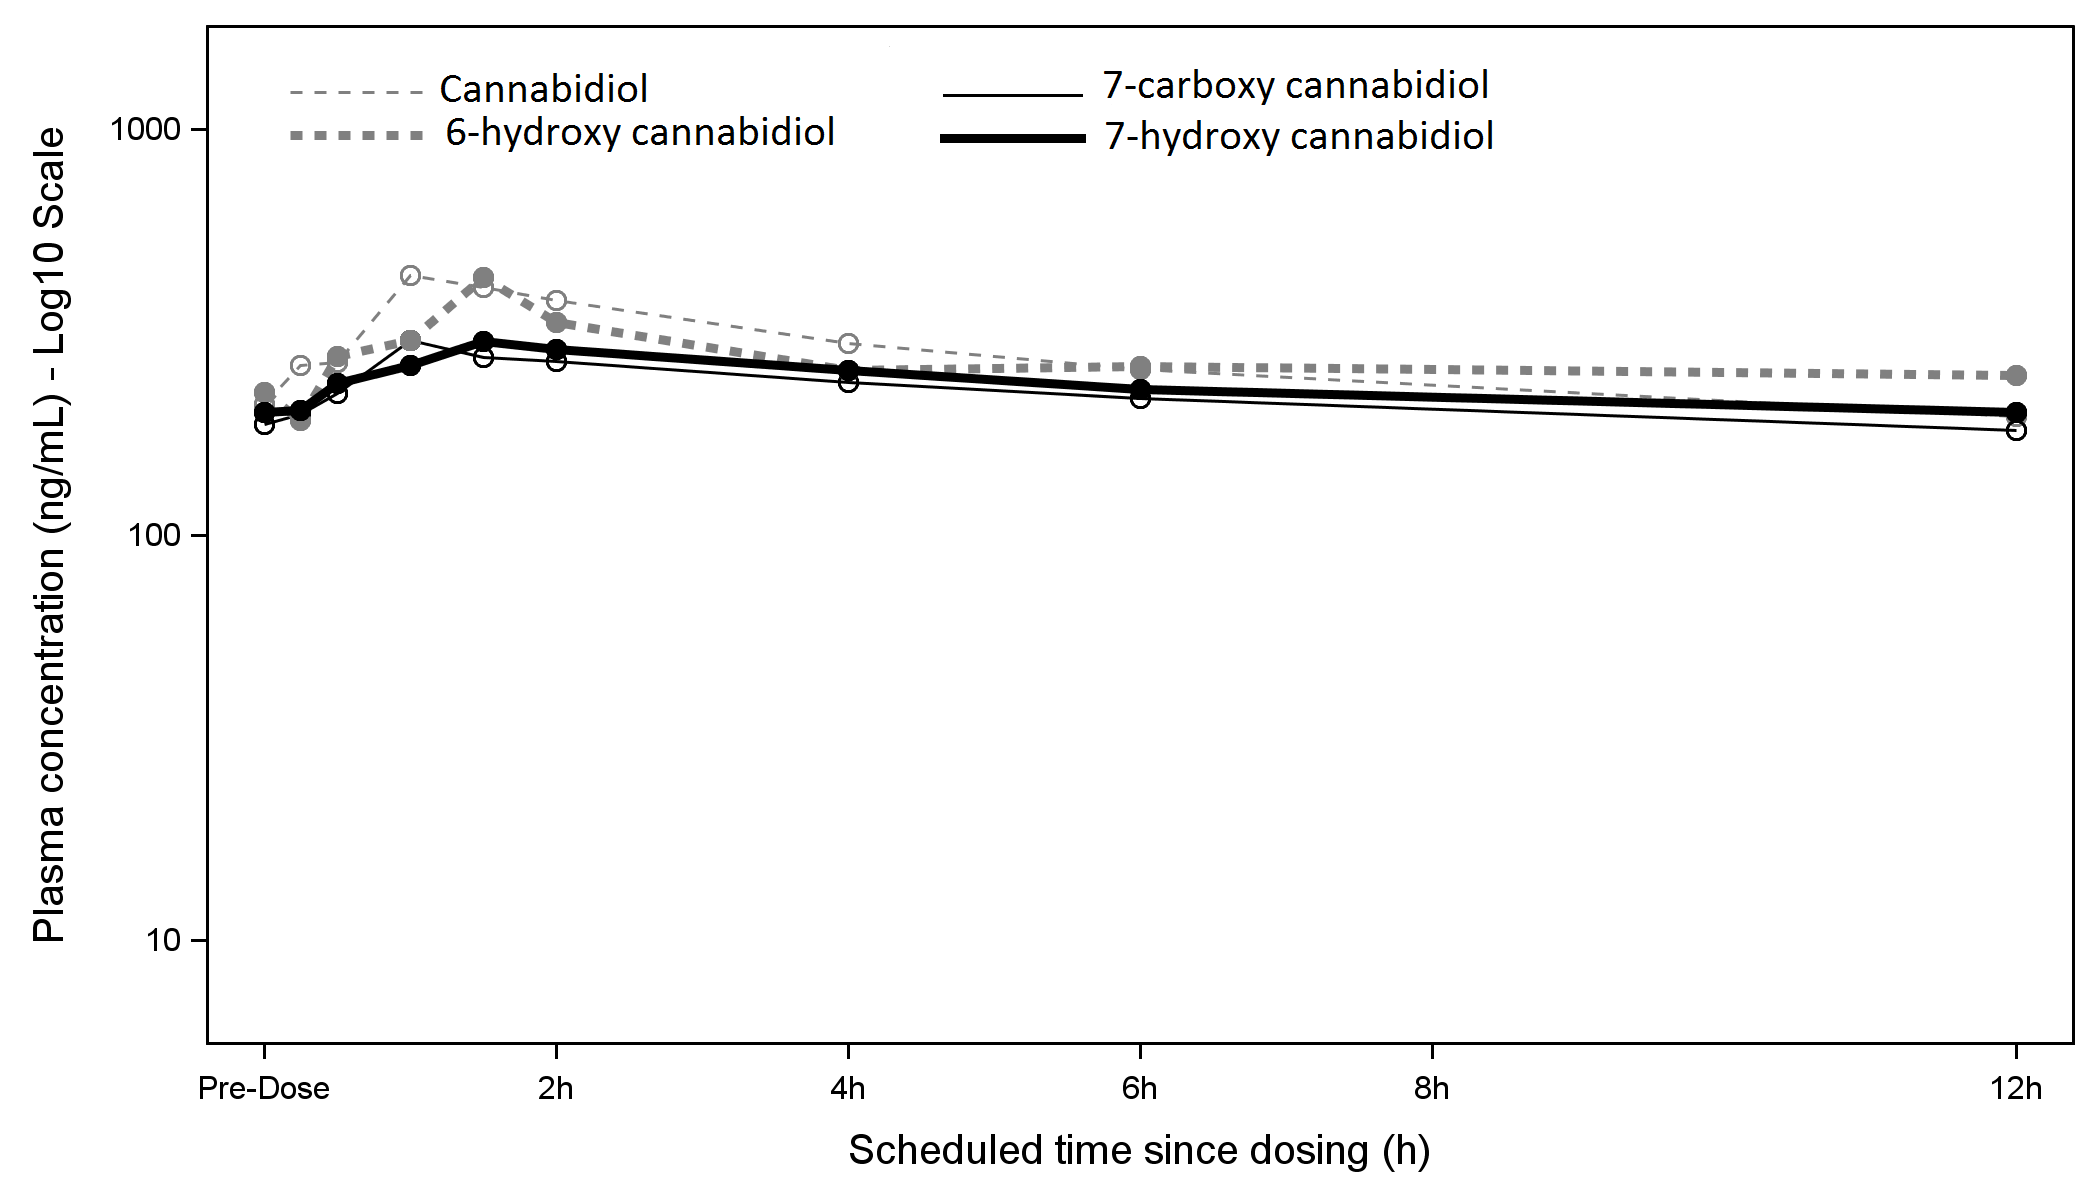 Cannabidiol
6-hydroxy cannabidiol
7-carboxy cannabidiol
7-hydroxy cannabidiol
Plasma concentration (ng/mL) - Log10 Scale
1000
100
10
Pre-Dose 2h 4h 6h 8h 12h
Scheduled time since dosing (h)